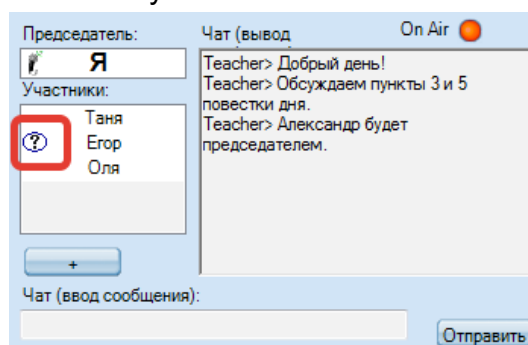 Председатель:
Я
Участники:
Таня
Егор
Оля
+
Чат (вывод
On Air
Teacher> Добрый день!
Teacher> Обсуждаем пункты 3 и 5
повестки дня.
Teacher> Александр будет
председателем.
Чат (ввод сообщения):
Отправить